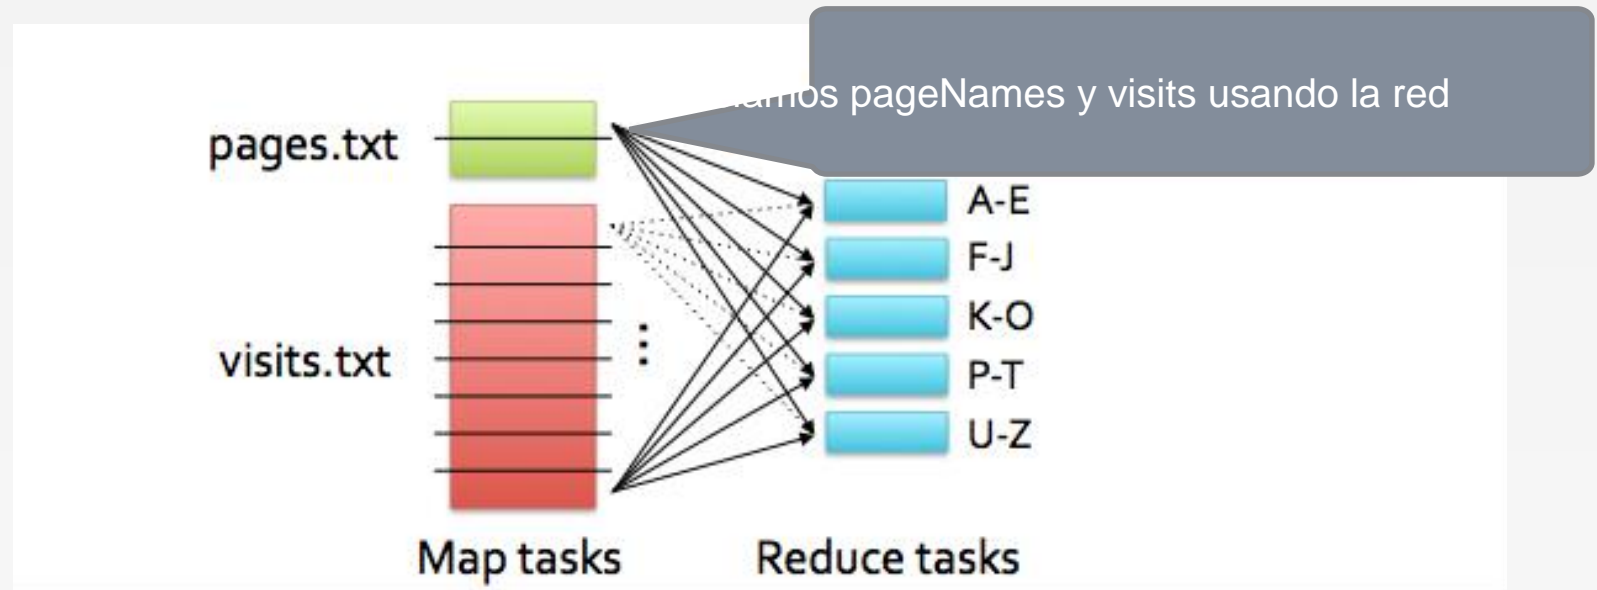 pageNames y visits usando la red
pages.txt
A-E
F-J
K-O
visits.txt
P-T
U-Z
Map tasks
Reduce tasks